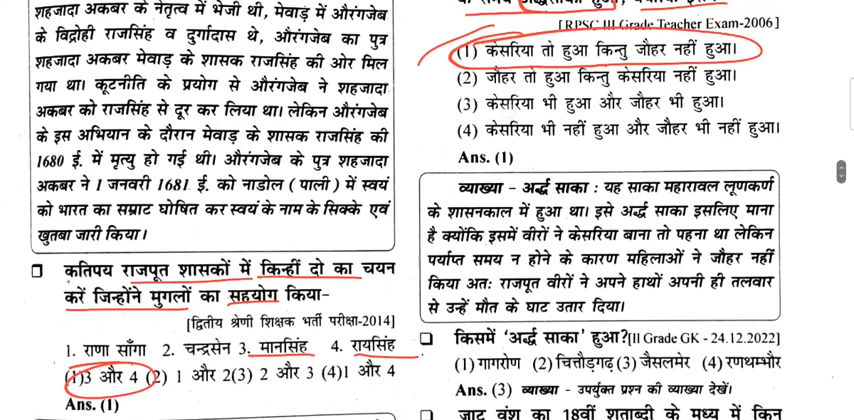 शहजादा अकबर के नेतृत्व में भेजी थी, मेवाड़ में औरंगजेब
के विद्रोही राजसिंह व दुर्गादास थे, औरंगजेब का पुत्र
शहजादा अकबर मेवाड़ के शासक राजसिंह की ओर मिल
गया था। कूटनीति के प्रयोग से औरंगजेब ने शहजादा
अकबर को राजसिंह से दूर कर लिया था। लेकिन औरंगजेब
के इस अभियान के दौरान मेवाड़ के शासक राजसिंह की
1680 ई. में मृत्यु हो गई थी। औरंगजेब के पुत्र शहजादा
अकबर ने 1 जनवरी 1681 ई. को नाडोल (पाली) में स्वयं
को भारत का सम्राट घोषित कर स्वयं के नाम के सिक्के एवं
खुतबा जारी किया।
कतिपय राजपूत शासकों में किन्हीं दो का चयन
करें जिन्होंने मुगलों का सहयोग किया-
[द्वितीय श्रेणी शिक्षक भर्ती परीक्षा-2014]
1. राणा साँगा 2. चन्द्रसेन 3. मानसिंह 4. रायसिंह
(1)3 और 4 (2) 1 और 2(3) 2 और 3 (4)1 और 4
Ans. (1)
[RPSC III Grade Teacher Exam-2006]
(1) केसरिया तो हुआ किन्तु जौहर नहीं हुआ।
(2) जौहर तो हुआ किन्तु केसरिया नहीं हुआ।
(3) केसरिया भी हुआ और जौहर भी हुआ।
(4) केसरिया भी नहीं हुआ और जौहर भी नहीं हुआ।
Ans. (1)
व्याख्या - अर्द्ध साका : यह साका महारावल लूणकर्ण
के शासनकाल में हुआ था। इसे अर्द्ध साका इसलिए माना
है क्योंकि इसमें वीरों ने केसरिया बाना तो पहना था लेकिन
पर्याप्त समय न होने के कारण महिलाओं ने जौहर नहीं
किया अतः राजपूत वीरों ने अपने हाथों अपनी ही तलवार
से उन्हें मौत के घाट उतार दिया।
किसमें 'अर्द्ध साका' हुआ?[II Grade GK - 24.12.2022]
(1) गागरोण (2) चित्तौड़गढ़ (3) जैसलमेर (4) रणथम्भौर
Ans. (3) व्याख्या - उपर्युक्त प्रश्न की व्याख्या देखें।
जाट वंश का 18वीं शताब्दी के मध्य में किन